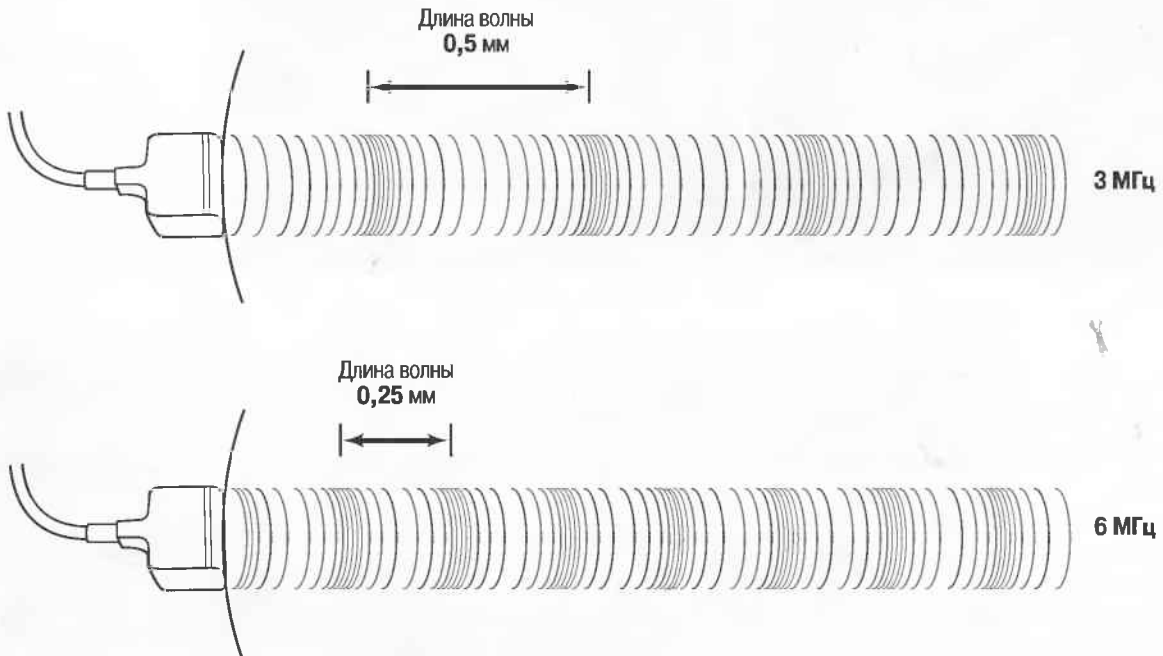 Длина волны
0,5 мм
3 МГц
Длина волны
0,25 мм
6 МГц